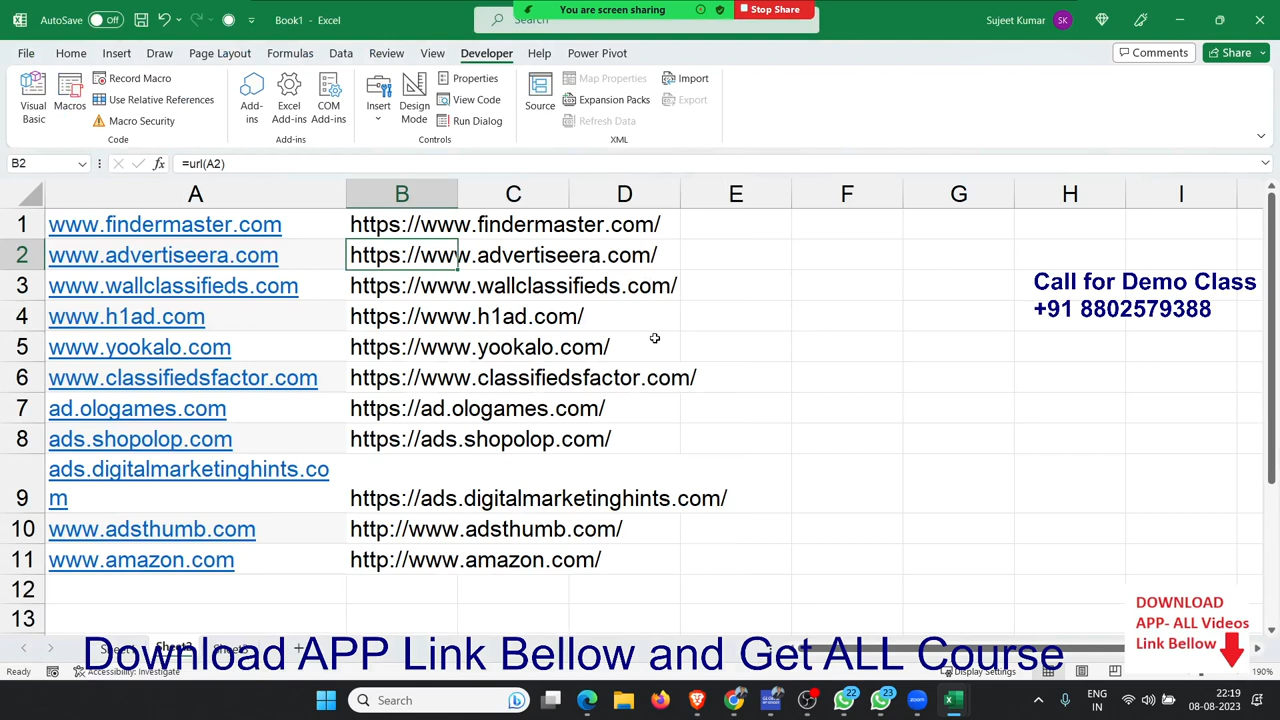 AutoSave Off Book1 - Excel Search Sujeet Kumar SK
You are screen sharing Stop Share
File Home Insert Draw Page Layout Formulas Data Review View Developer Help Power Pivot Comments Share
Visual Basic Macros Record Macro Use Relative References Macro Security Code
Add-ins Excel Add-ins COM Add-ins Add-ins
Insert Design Mode Properties View Code Run Dialog Controls
Source Map Properties Expansion Packs Refresh Data Import Export XML
B2 fx =url(A2)
A B C D E F G H I
1 www.findermaster.com https://www.findermaster.com/
2 www.advertiseera.com https://www.advertiseera.com/
3 www.wallclassifieds.com https://www.wallclassifieds.com/
4 www.h1ad.com https://www.h1ad.com/
5 www.yookalo.com https://www.yookalo.com/
6 www.classifiedsfactor.com https://www.classifiedsfactor.com/
7 ad.ologames.com https://ad.ologames.com/
8 ads.shopolop.com https://ads.shopolop.com/
ads.digitalmarketinghints.co
9 m https://ads.digitalmarketinghints.com/
10 www.adsthumb.com http://www.adsthumb.com/
11 www.amazon.com http://www.amazon.com/
12
13
Call for Demo Class
+91 8802579388
DOWNLOAD
APP- ALL Videos
Link Bellow
Download APP Link Bellow and Get ALL Course
Ready Accessibility: Investigate Display Settings 190%
Search 22 23 zoom ENG IN 22:19 08-08-2023